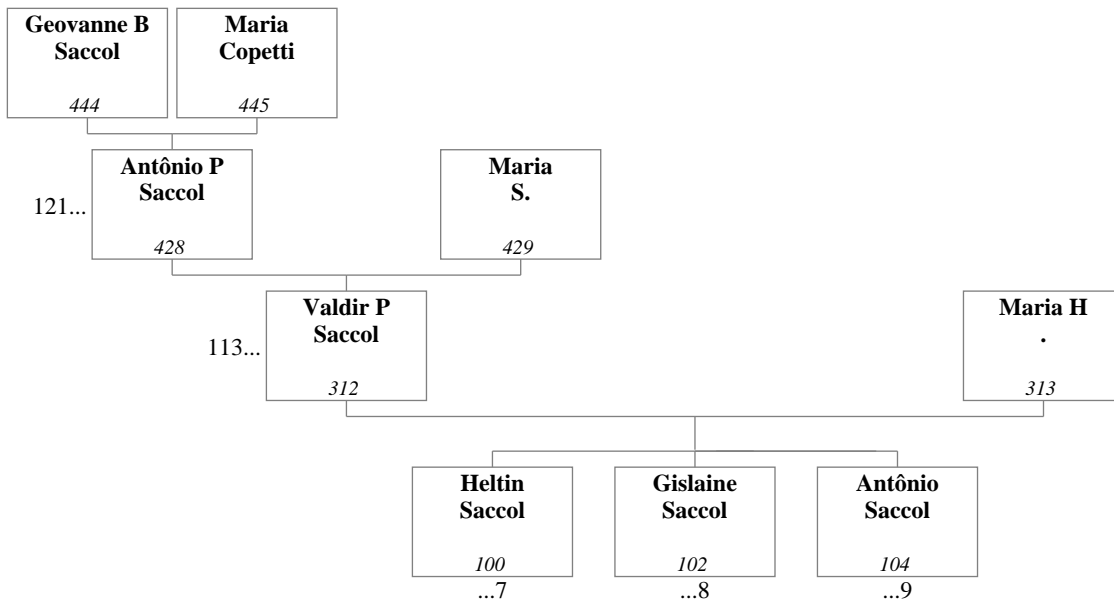 Geovanne B
Saccol
444
Maria
Copetti
445
121...
Antônio P
Saccol
428
Maria
S.
429
113...
Valdir P
Saccol
312
Maria H
.
313
Heltin
Saccol
100
...7
Gislaine
Saccol
102
...8
Antônio
Saccol
104
...9